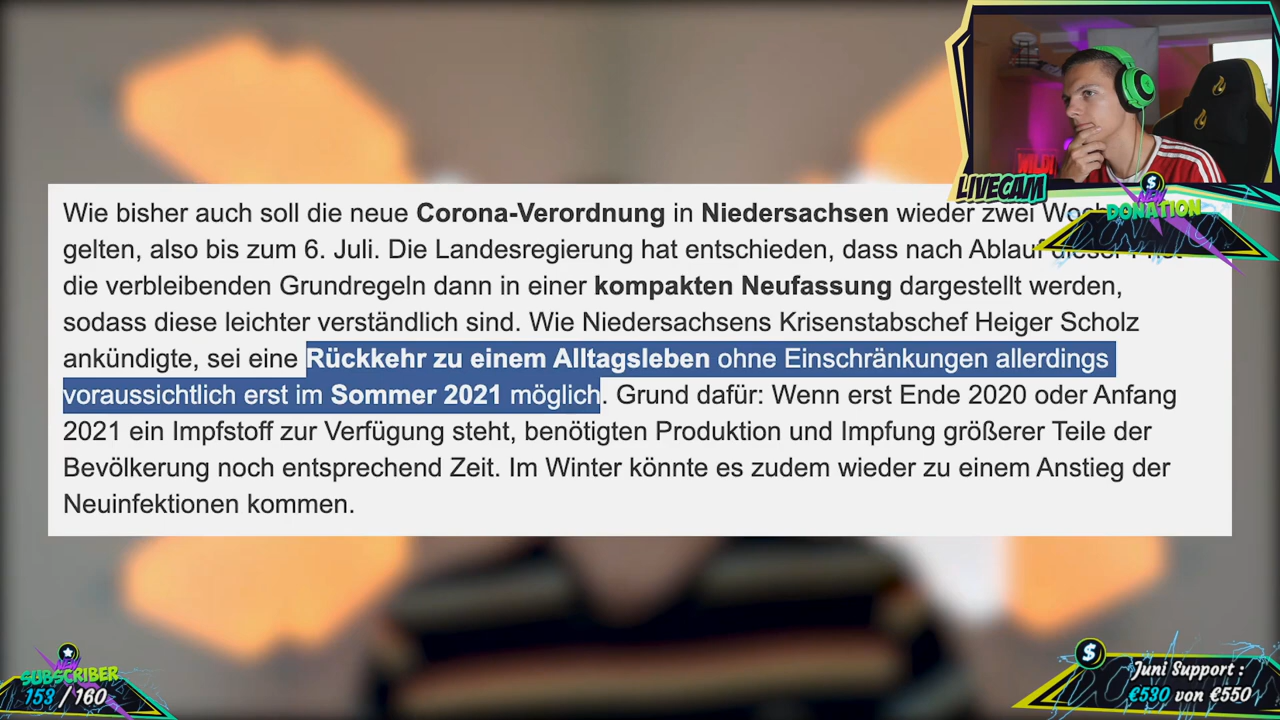 Wie bisher auch soll die neue Corona-Verordnung in Niedersachsen wieder zwei
gelten, also bis zum 6. Juli. Die Landesregierung hat entschieden, dass nach Ablauf dieser
die verbleibenden Grundregeln dann in einer kompakten Neufassung dargestellt werden,
sodass diese leichter verständlich sind. Wie Niedersachsens Krisenstabschef Heiger Scholz
ankündigte, sei eine Rückkehr zu einem Alltagsleben ohne Einschränkungen allerdings
voraussichtlich erst im Sommer 2021 möglich. Grund dafür: Wenn erst Ende 2020 oder Anfang
2021 ein Impfstoff zur Verfügung steht, benötigten Produktion und Impfung größerer Teile der
Bevölkerung noch entsprechend Zeit. Im Winter könnte es zudem wieder zu einem Anstieg der
Neuinfektionen kommen.
LIVECAM
$
NEW
DONATION
NEW
SUBSCRIBER
153 / 160
$
Juni Support :
€530 von €550